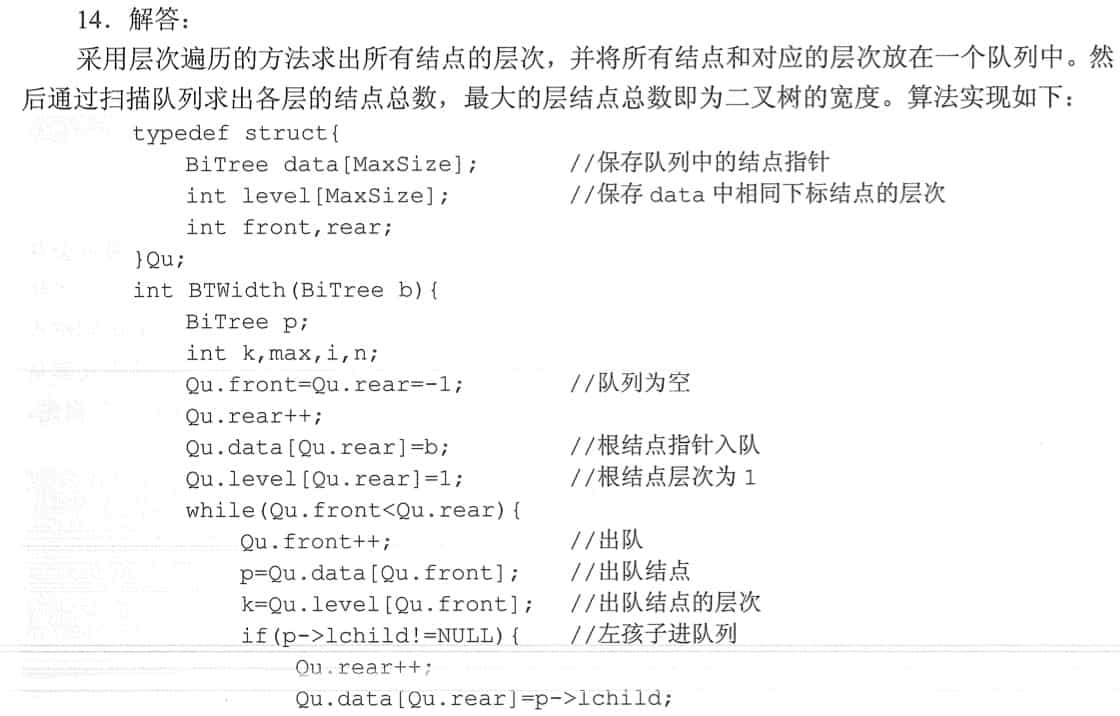 14．解答：
采用层次遍历的方法求出所有结点的层次，并将所有结点和对应的层次放在一个队列中。然
后通过扫描队列求出各层的结点总数，最大的层结点总数即为二叉树的宽度。算法实现如下：
typedef struct{
BiTree data[MaxSize]; //保存队列中的结点指针
int level[MaxSize]; //保存 data 中相同下标结点的层次
int front,rear;
}Qu;
int BTWidth(BiTree b){
BiTree p;
int k,max,i,n;
Qu.front=Qu.rear=-1; //队列为空
Qu.rear++;
Qu.data[Qu.rear]=b; //根结点指针入队
Qu.level[Qu.rear]=1; //根结点层次为 1
while(Qu.front<Qu.rear){
Qu.front++; //出队
p=Qu.data[Qu.front]; //出队结点
k=Qu.level[Qu.front]; //出队结点的层次
if(p->lchild!=NULL){ //左孩子进队列
Qu.rear++;
Qu.data[Qu.rear]=p->lchild;